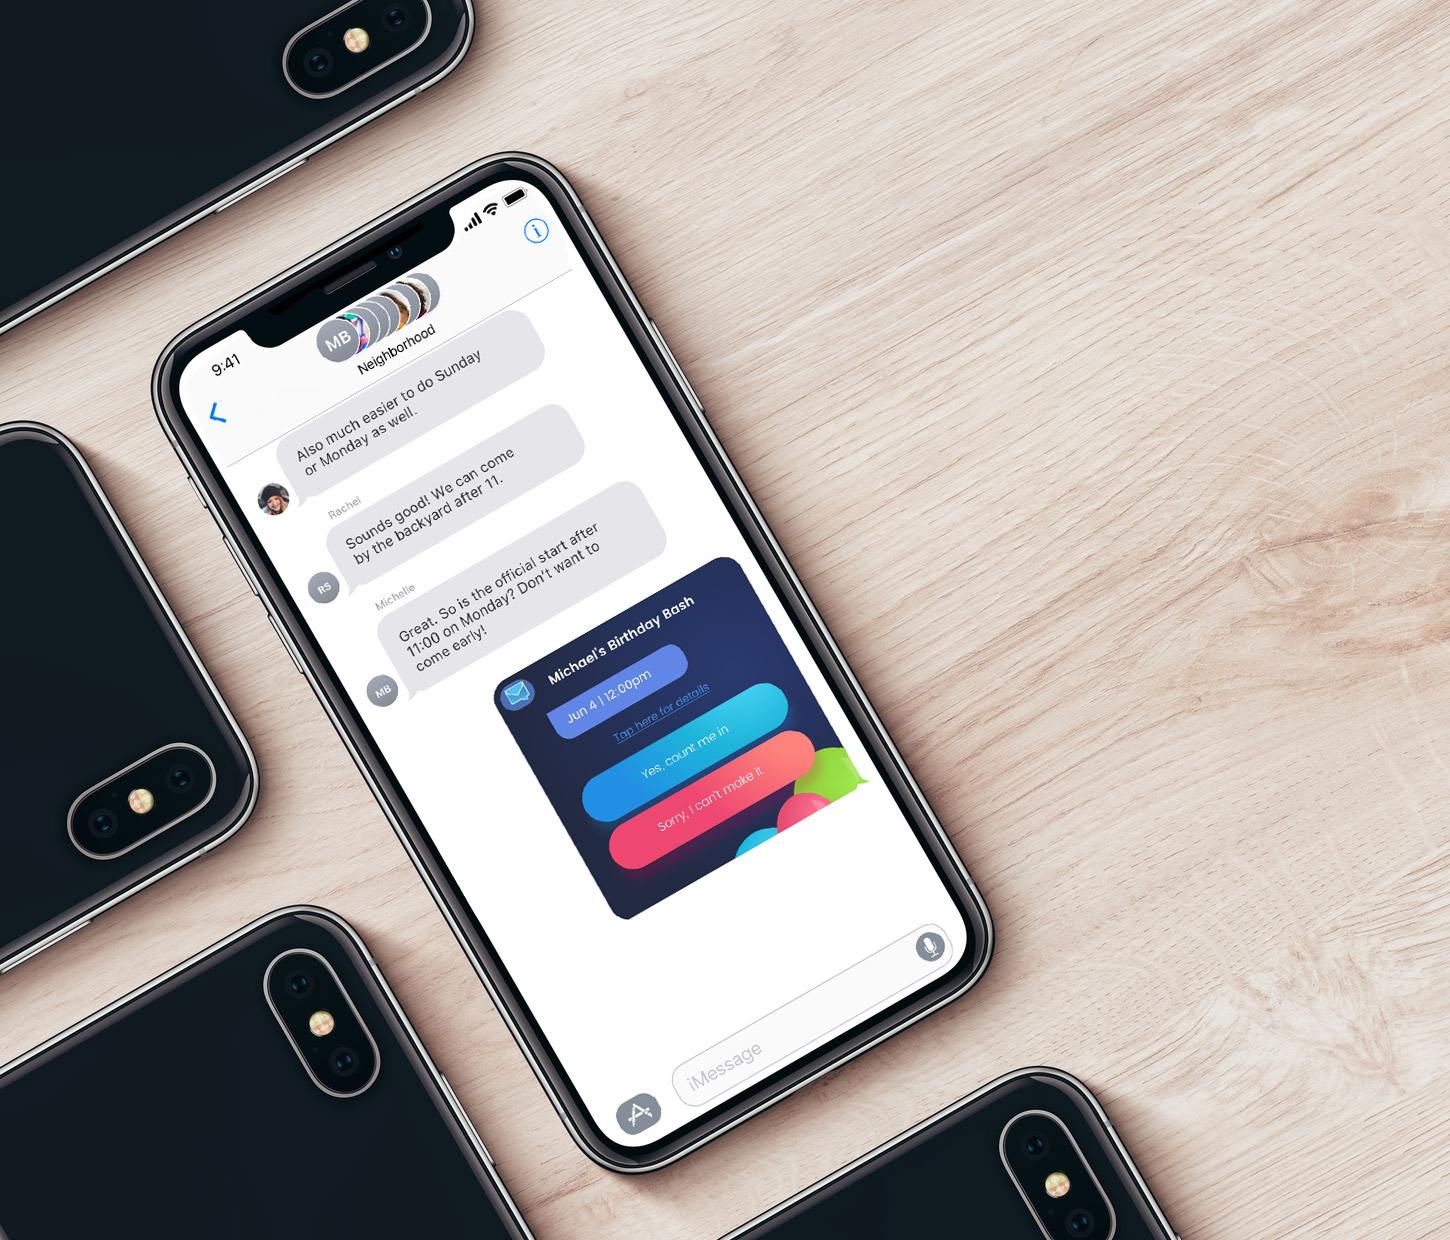 9:41
MB
Neighborhood
Also much easier to do Sunday
or Monday as well.
Rachel
Sounds good! We can come
by the backyard after 11.
RS
Michelle
Great. So is the official start after
11:00 on Monday? Don't want to
come early!
MB
Michael's Birthday Bash
Jun 4 | 12:00pm
Tap here for details
Yes, count me in
Sorry, I can't make it
iMessage